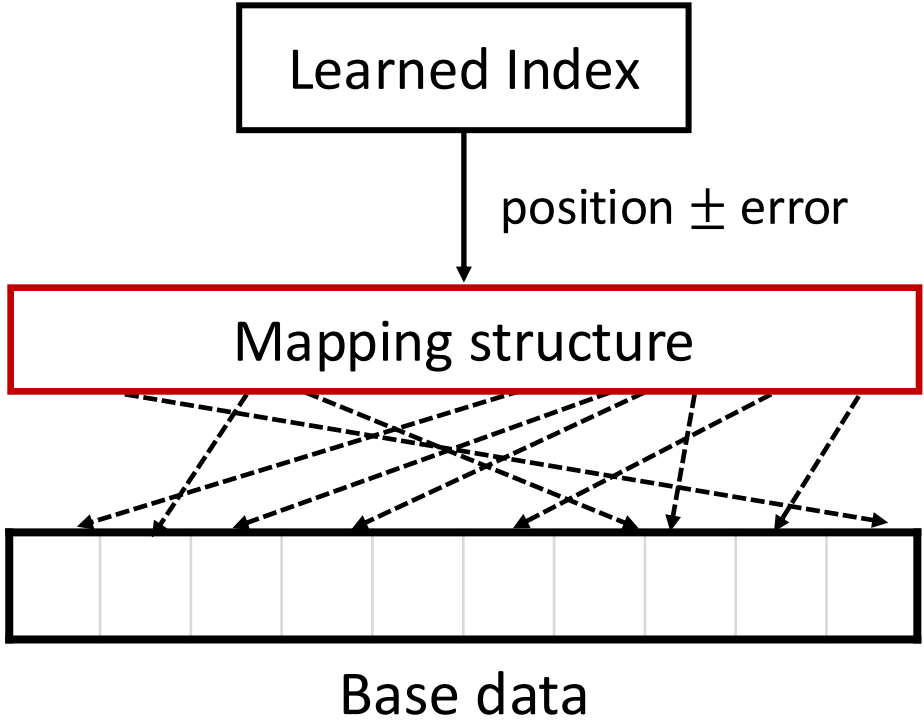 Learned Index
position ± error
Mapping structure
Base data